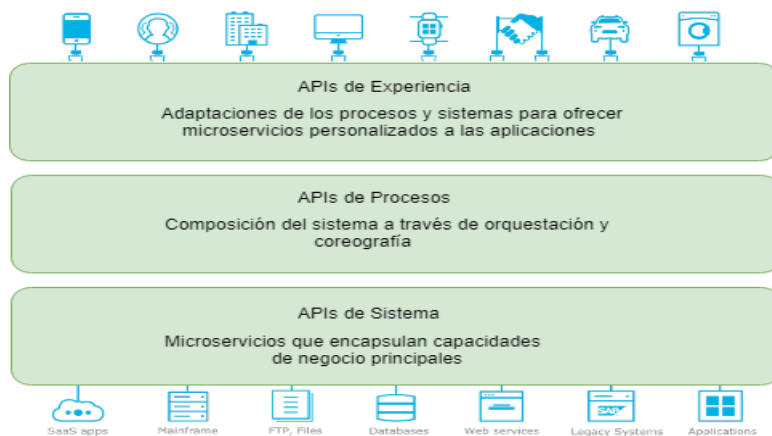 APIs de Experiencia
Adaptaciones de los procesos y sistemas para ofrecer
microservicios personalizados a las aplicaciones
APIs de Procesos
Composición del sistema a través de orquestación y
coreografía
APIs de Sistema
Microservicios que encapsulan capacidades
de negocio principales
SAP
SaaS apps Mainframe FTP, Files Databases Web services Legacy Systems Applications